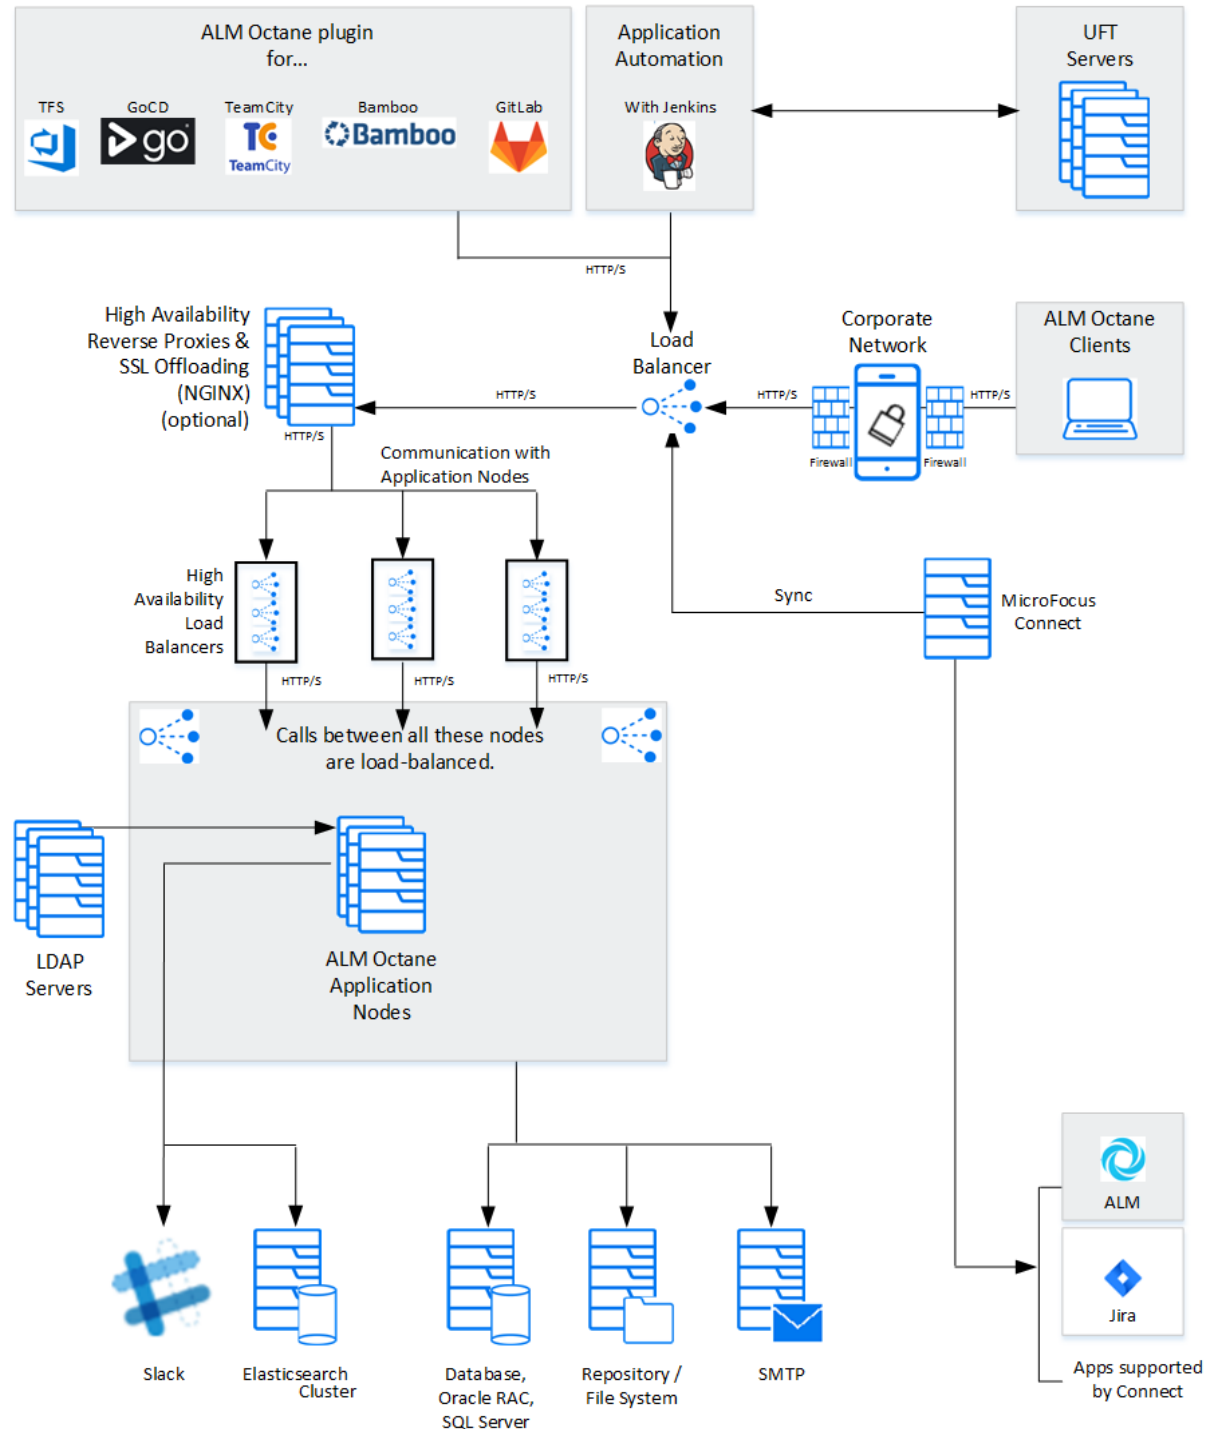 ALM Octane plugin
for...
TFS
GoCD
TeamCity
Bamboo
GitLab
go
TC
TeamCity
Bamboo
Application
Automation
With Jenkins
UFT
Servers
HTTP/S
High Availability
Reverse Proxies &
SSL Offloading
(NGINX)
(optional)
HTTP/S
HTTP/S
Load
Balancer
HTTP/S
Corporate
Network
Firewall
Firewall
HTTP/S
ALM Octane
Clients
Communication with
Application Nodes
High
Availability
Load
Balancers
HTTP/S
HTTP/S
HTTP/S
Sync
MicroFocus
Connect
Calls between all these nodes
are load-balanced.
LDAP
Servers
ALM Octane
Application
Nodes
ALM
Jira
Apps supported
by Connect
Slack
Elasticsearch
Cluster
Database,
Oracle RAC,
SQL Server
Repository /
File System
SMTP